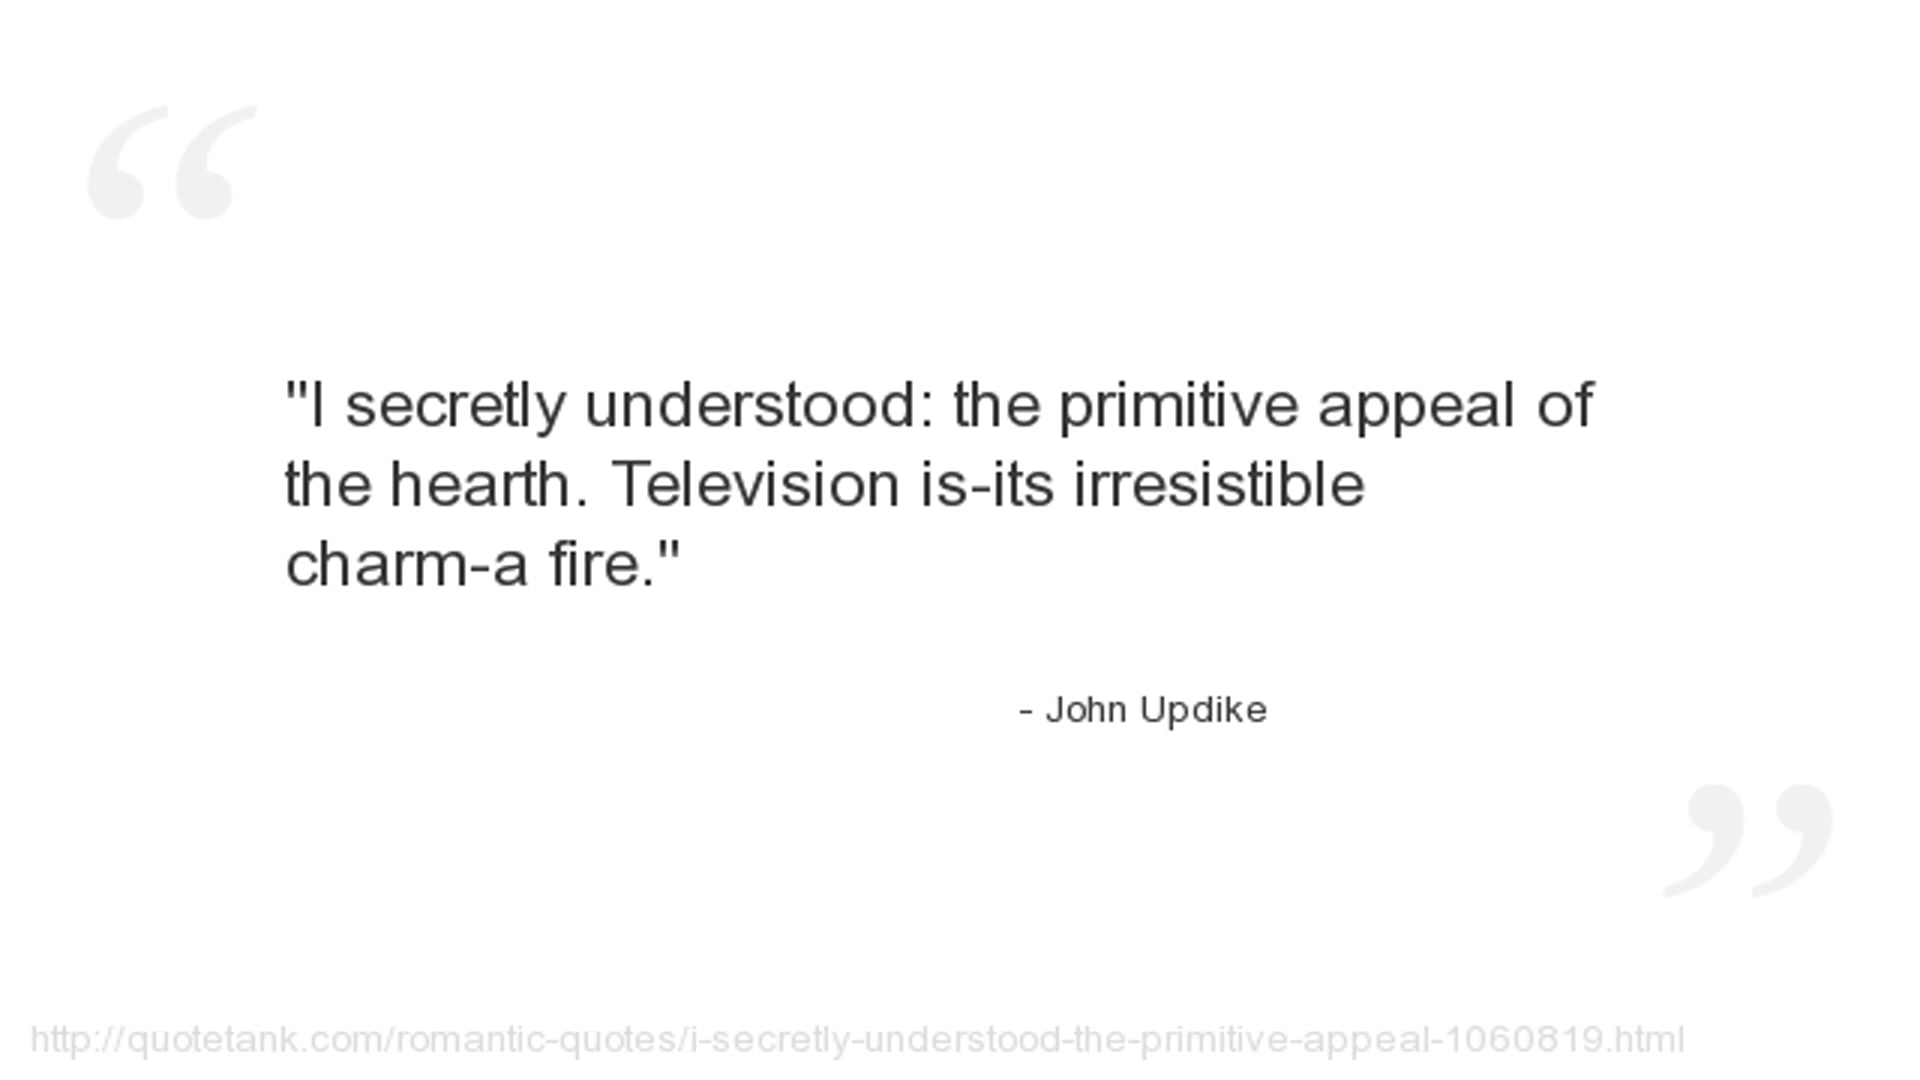 "I secretly understood: the primitive appeal of
the hearth. Television is-its irresistible
charm-a fire."
- John Updike
http://quotetank.com/romantic-quotes/i-secretly-understood-the-primitive-appeal-1060819.html